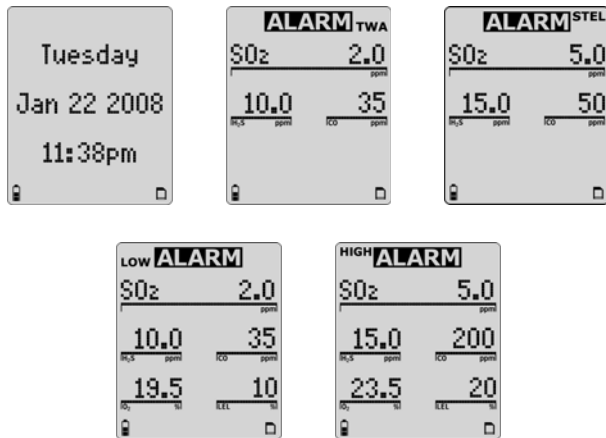 Tuesday
Jan 22 2008
11:38pm
ALARM TWA
SO₂ 2.0
ppm
10.0 35
H₂S ppm CO ppm
ALARM STEL
SO₂ 5.0
ppm
15.0 50
H₂S ppm CO ppm
LOW ALARM
SO₂ 2.0
ppm
10.0 35
H₂S ppm CO ppm
19.5 10
O₂ % LEL %
HIGH ALARM
SO₂ 5.0
ppm
15.0 200
H₂S ppm CO ppm
23.5 20
O₂ % LEL %